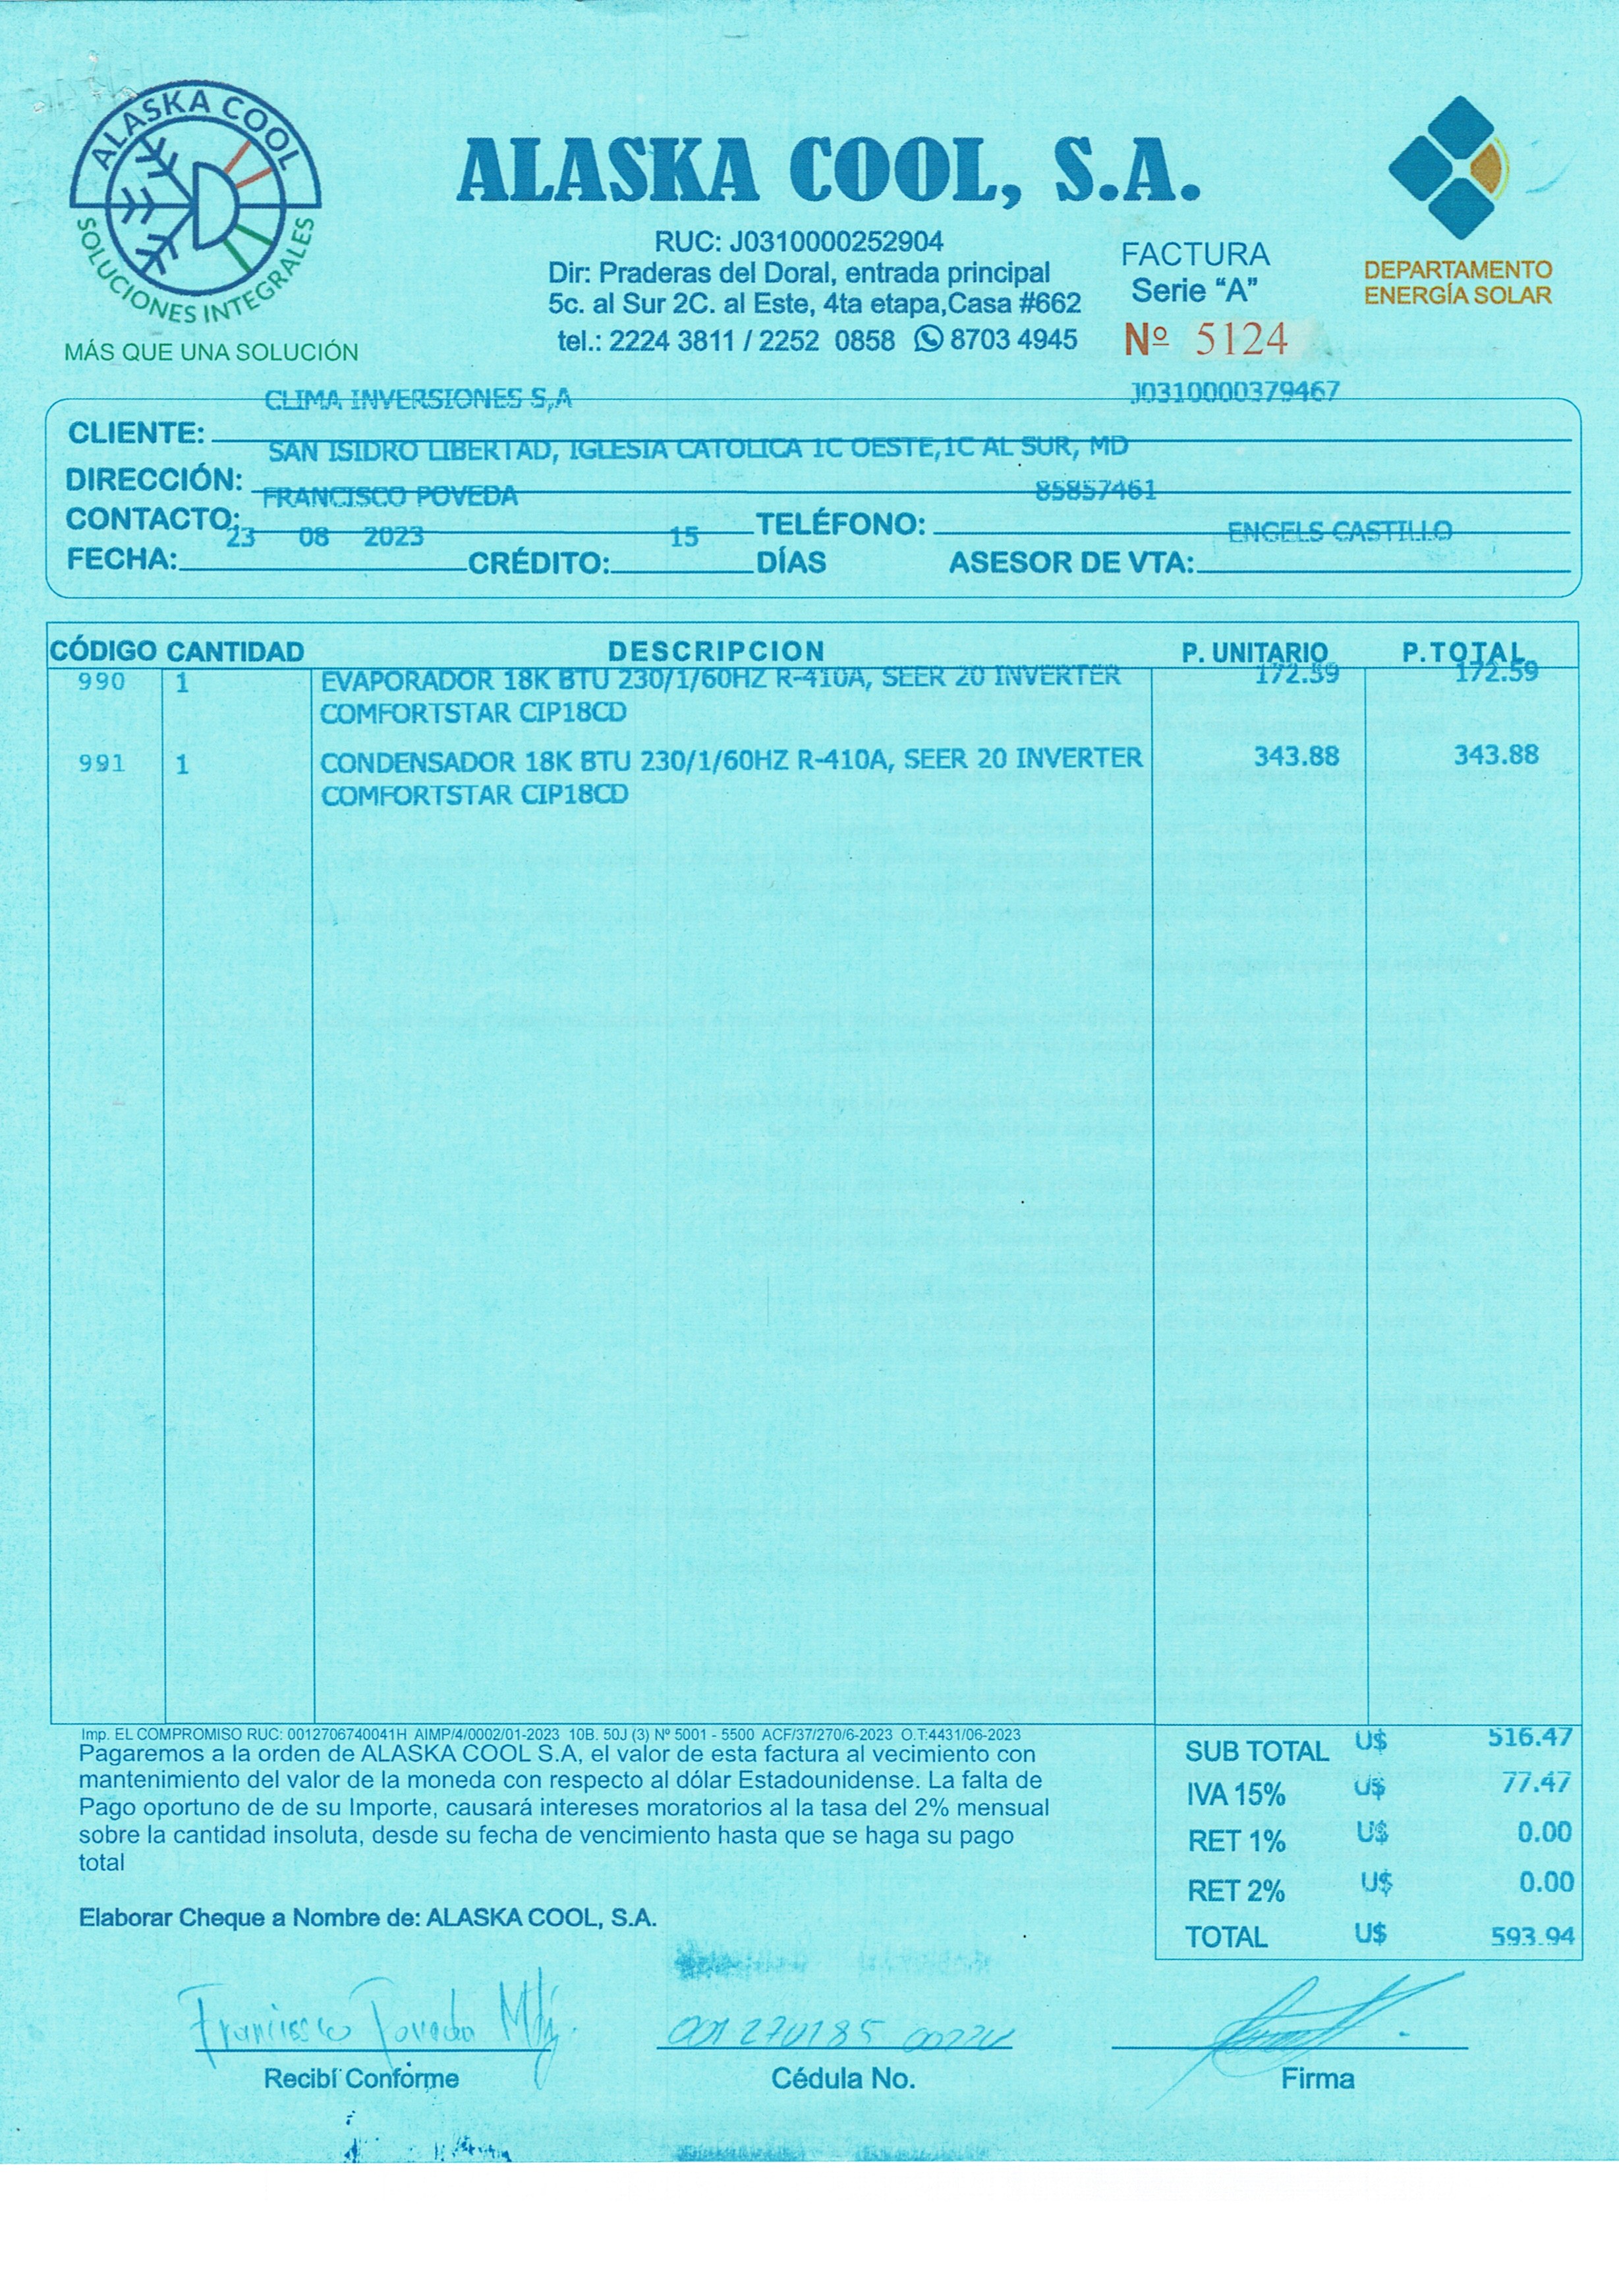 ALASKA COOL
SOLUCIONES INTEGRALES
MÁS QUE UNA SOLUCIÓN
ALASKA COOL, S.A.
RUC: J0310000252904
Dir: Praderas del Doral, entrada principal
5c. al Sur 2C. al Este, 4ta etapa,Casa #662
tel.: 2224 3811 / 2252 0858 8703 4945
FACTURA
Serie “A”
Nº 5124
DEPARTAMENTO
ENERGÍA SOLAR
CLIMA INVERSIONES S,A J0310000379467
CLIENTE:
SAN ISIDRO LIBERTAD, IGLESIA CATOLICA 1C OESTE,1C AL SUR, MD
DIRECCIÓN:
FRANCISCO POVEDA 85857461
CONTACTO: TELÉFONO:
23 08 2023 15 ENGELS CASTILLO
FECHA: CRÉDITO: DÍAS ASESOR DE VTA:
CÓDIGO CANTIDAD DESCRIPCION P. UNITARIO P.TOTAL
990 1 EVAPORADOR 18K BTU 230/1/60HZ R-410A, SEER 20 INVERTER 172.59 172.59
COMFORTSTAR CIP18CD
991 1 CONDENSADOR 18K BTU 230/1/60HZ R-410A, SEER 20 INVERTER 343.88 343.88
COMFORTSTAR CIP18CD
Imp. EL COMPROMISO RUC: 0012706740041H AIMP/4/0002/01-2023 10B. 50J (3) Nº 5001 - 5500 ACF/37/270/6-2023 O.T:4431/06-2023
Pagaremos a la orden de ALASKA COOL S.A, el valor de esta factura al vecimiento con
mantenimiento del valor de la moneda con respecto al dólar Estadounidense. La falta de
Pago oportuno de de su Importe, causará intereses moratorios al la tasa del 2% mensual
sobre la cantidad insoluta, desde su fecha de vencimiento hasta que se haga su pago
total
Elaborar Cheque a Nombre de: ALASKA COOL, S.A.
SUB TOTAL U$ 516.47
IVA 15% U$ 77.47
RET 1% U$ 0.00
RET 2% U$ 0.00
TOTAL U$ 593.94
Francisco Poveda
Recibí Conforme Cédula No. Firma